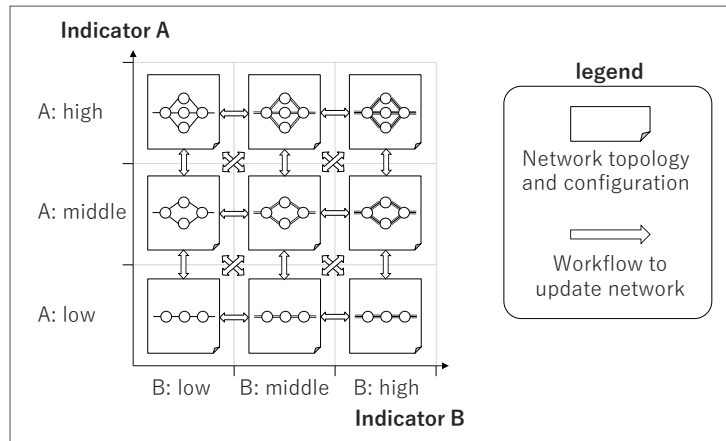 Indicator A
A: high
A: middle
A: low
B: low
B: middle
B: high
Indicator B
legend
Network topology
and configuration
Workflow to
update network